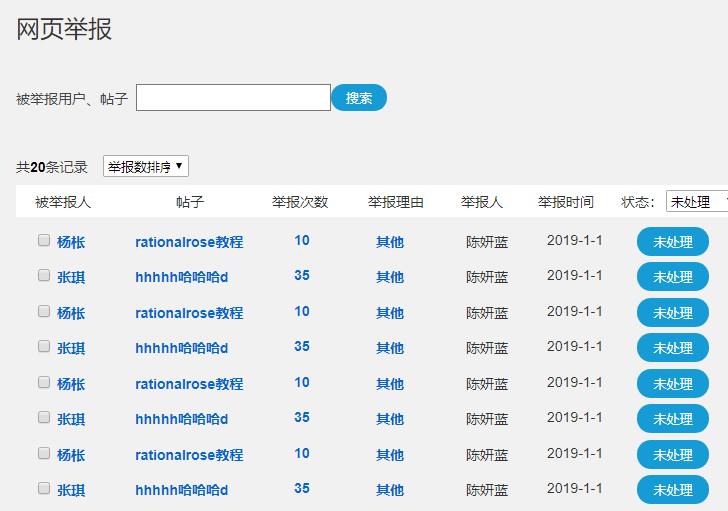 网页举报
被举报用户、帖子 搜索
共20条记录 举报数排序
被举报人 帖子 举报次数 举报理由 举报人 举报时间 状态： 未处理
杨枨 rationalrose教程 10 其他 陈妍蓝 2019-1-1 未处理
张琪 hhhhh哈哈哈d 35 其他 陈妍蓝 2019-1-1 未处理
杨枨 rationalrose教程 10 其他 陈妍蓝 2019-1-1 未处理
张琪 hhhhh哈哈哈d 35 其他 陈妍蓝 2019-1-1 未处理
杨枨 rationalrose教程 10 其他 陈妍蓝 2019-1-1 未处理
张琪 hhhhh哈哈哈d 35 其他 陈妍蓝 2019-1-1 未处理
杨枨 rationalrose教程 10 其他 陈妍蓝 2019-1-1 未处理
张琪 hhhhh哈哈哈d 35 其他 陈妍蓝 2019-1-1 未处理